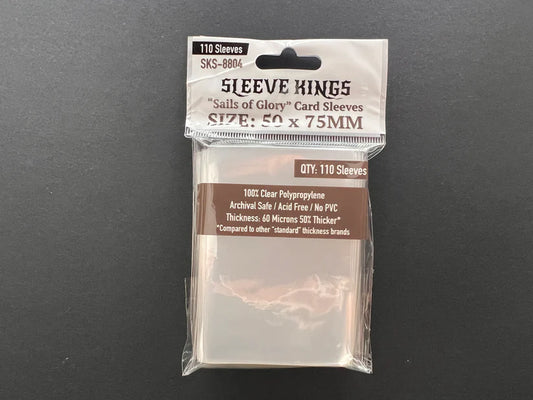 110 Sleeves
SKS-8804
SLEEVE KINGS
"Sails of Glory" Card Sleeves
SIZE: 50 x 75MM
QTY: 110 Sleeves
100% Clear Polypropylene
Archival Safe / Acid Free / No PVC
Thickness: 60 Microns 50% Thicker*
*Compared to other "standard" thickness brands